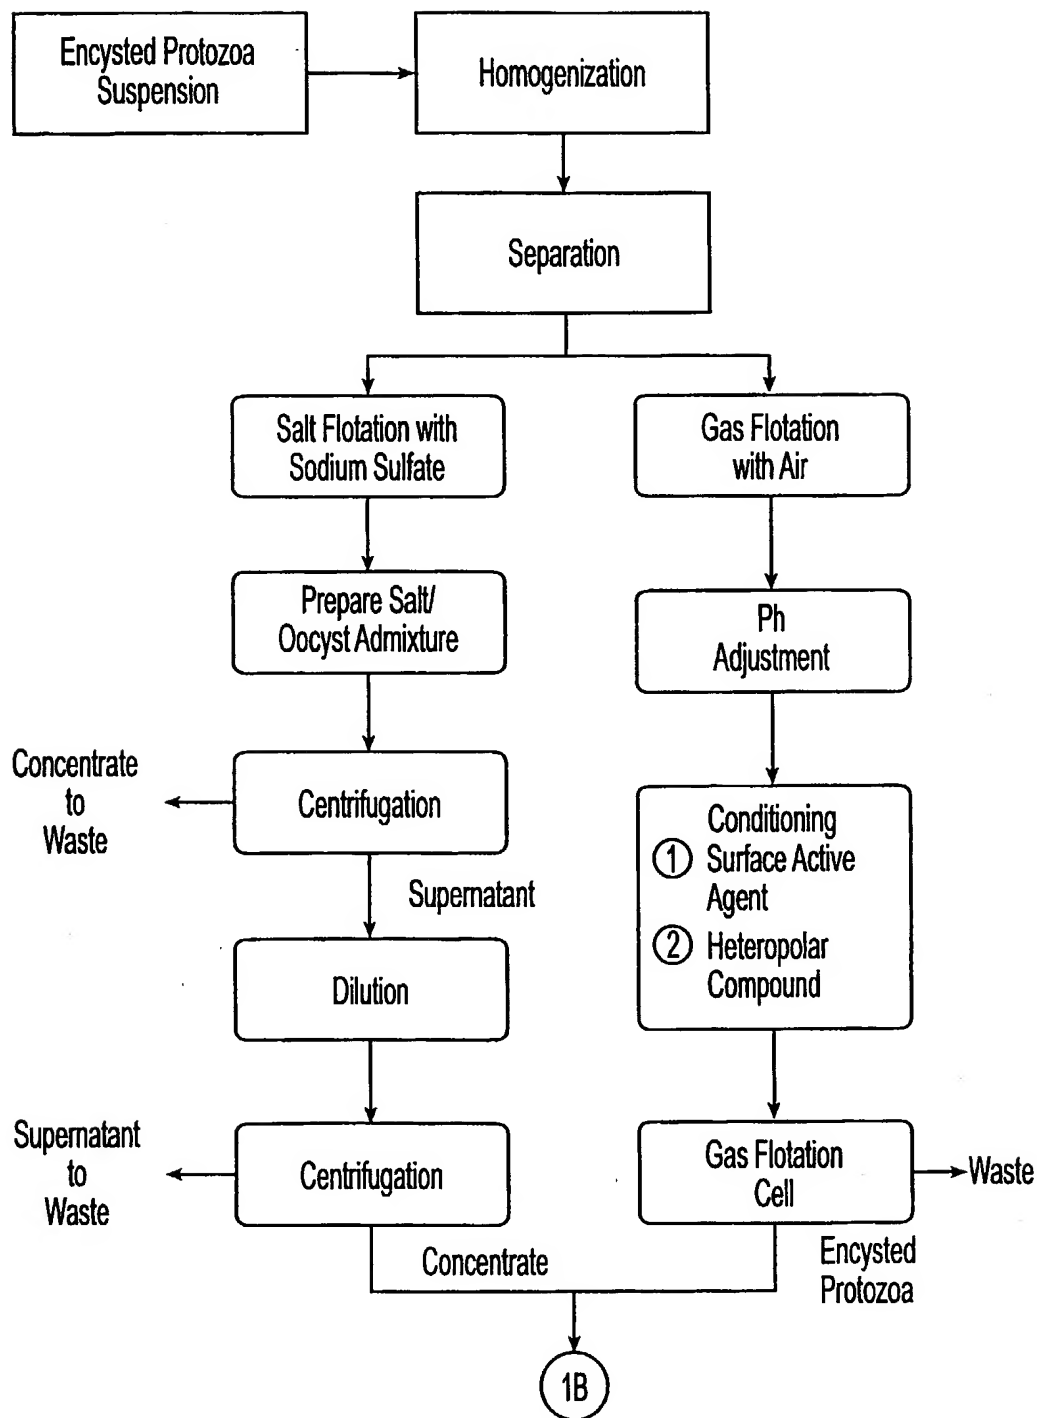 Encysted Protozoa
Suspension
Homogenization
Separation
Salt Flotation with
Sodium Sulfate
Gas Flotation
with Air
Prepare Salt/
Oocyst Admixture
Ph
Adjustment
Concentrate
to
Waste
Centrifugation
Supernatant
Conditioning
1 Surface Active
Agent
2 Heteropolar
Compound
Dilution
Supernatant
to
Waste
Centrifugation
Gas Flotation
Cell
Waste
Concentrate
Encysted
Protozoa
1B